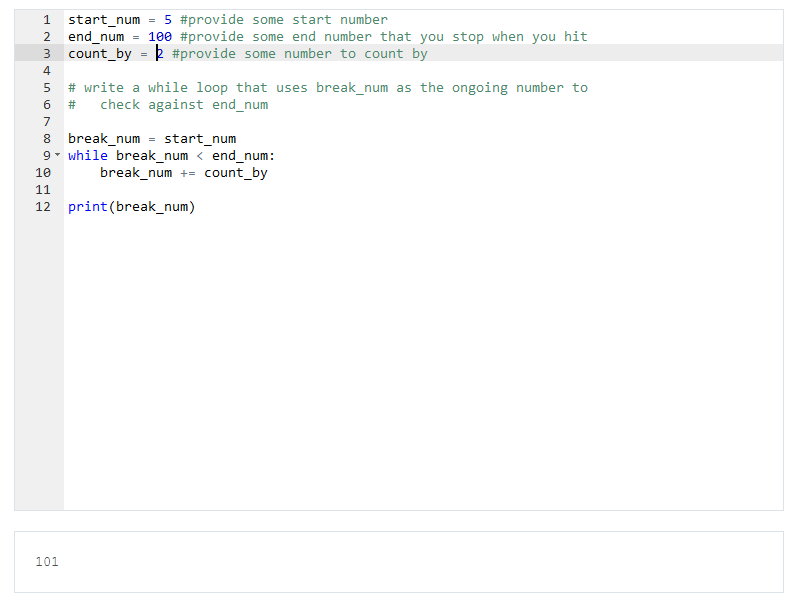 1 start_num = 5 #provide some start number
2 end_num = 100 #provide some end number that you stop when you hit
3 count_by = 2 #provide some number to count by
4
5 # write a while loop that uses break_num as the ongoing number to
6 #   check against end_num
7
8 break_num = start_num
9 while break_num < end_num:
10     break_num += count_by
11
12 print(break_num)
101